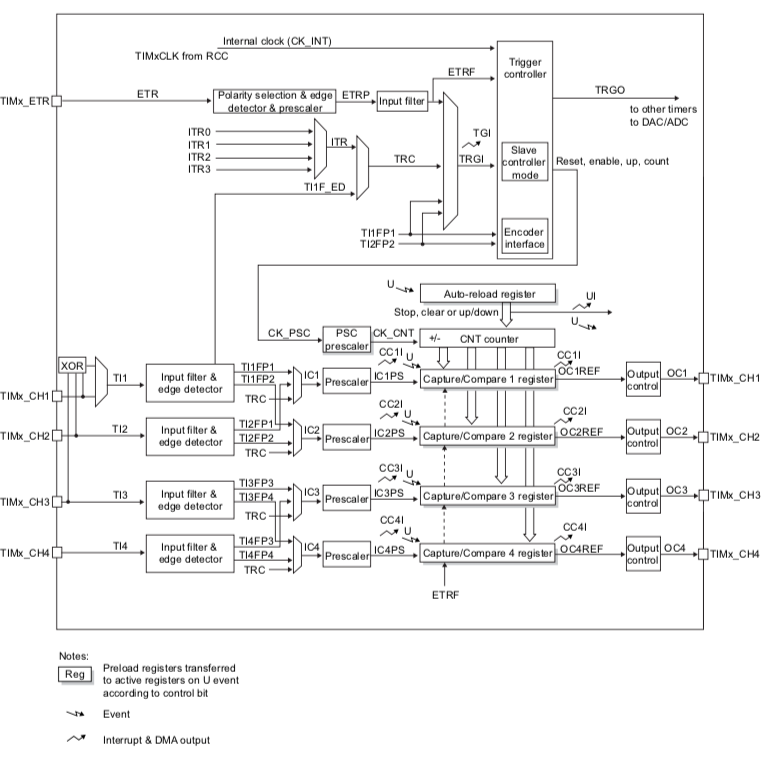 Internal clock (CK_INT)
TIMxCLK from RCC
Trigger
controller
ETRF
TRGO
TIMx_ETR
ETR
Polarity selection & edge
detector & prescaler
ETRP
Input filter
to other timers
to DAC/ADC
ITR0
ITR1
ITR2
ITR3
ITR
TGI
TRC
TRGI
Slave
controller
mode
Reset, enable, up, count
TI1F_ED
TI1FP1
TI2FP2
Encoder
interface
U
Auto-reload register
UI
Stop, clear or up/down
U
CK_PSC
PSC
prescaler
CK_CNT
+/-
CNT counter
XOR
TI1
Input filter &
edge detector
TI1FP1
TI1FP2
TRC
IC1
Prescaler
IC1PS
CC1I
U
Capture/Compare 1 register
CC1I
OC1REF
Output
control
OC1
TIMx_CH1
TIMx_CH1
TIMx_CH2
TI2
Input filter &
edge detector
TI2FP1
TI2FP2
TRC
IC2
Prescaler
IC2PS
CC2I
U
Capture/Compare 2 register
CC2I
OC2REF
Output
control
OC2
TIMx_CH2
TIMx_CH3
TI3
Input filter &
edge detector
TI3FP3
TI3FP4
TRC
IC3
Prescaler
IC3PS
CC3I
U
Capture/Compare 3 register
CC3I
OC3REF
Output
control
OC3
TIMx_CH3
TIMx_CH4
TI4
Input filter &
edge detector
TI4FP3
TI4FP4
TRC
IC4
Prescaler
IC4PS
CC4I
U
Capture/Compare 4 register
CC4I
OC4REF
Output
control
OC4
TIMx_CH4
ETRF
Notes:
Reg
Preload registers transferred
to active registers on U event
according to control bit
Event
Interrupt & DMA output